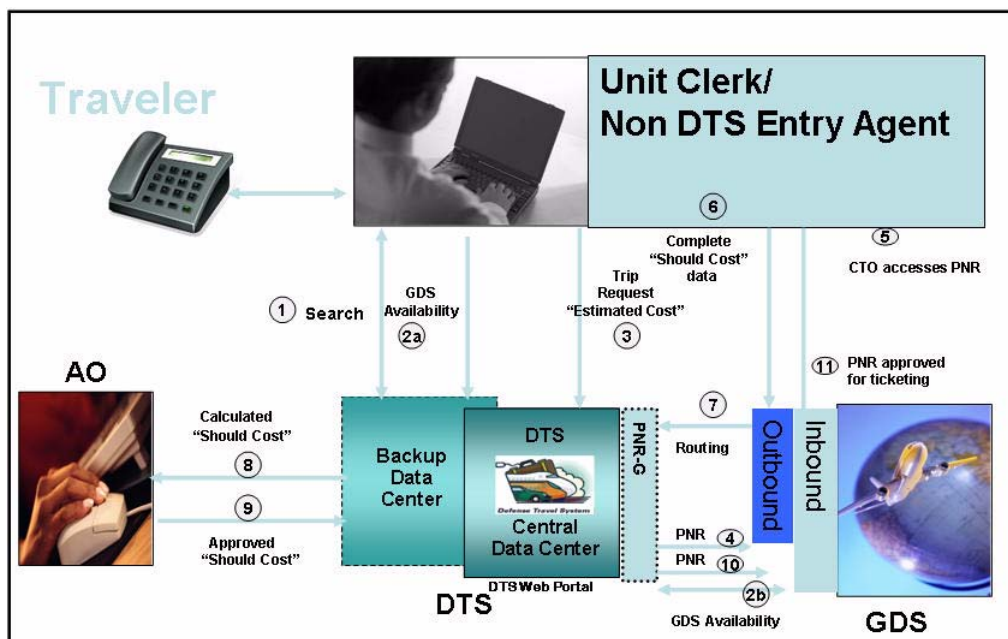 Traveler
Unit Clerk/
Non DTS Entry Agent
6
Complete
“Should Cost”
data
5
CTO accesses PNR
1
Search
GDS
Availability
2a
Trip
Request
“Estimated Cost”
3
11
PNR approved
for ticketing
AO
Calculated
“Should Cost”
8
9
Approved
“Should Cost”
Backup
Data
Center
DTS
Defense Travel System
Central
Data Center
DTS Web Portal
DTS
PNR-G
7
Routing
Outbound
Inbound
PNR 4
PNR 10
2b
GDS Availability
GDS